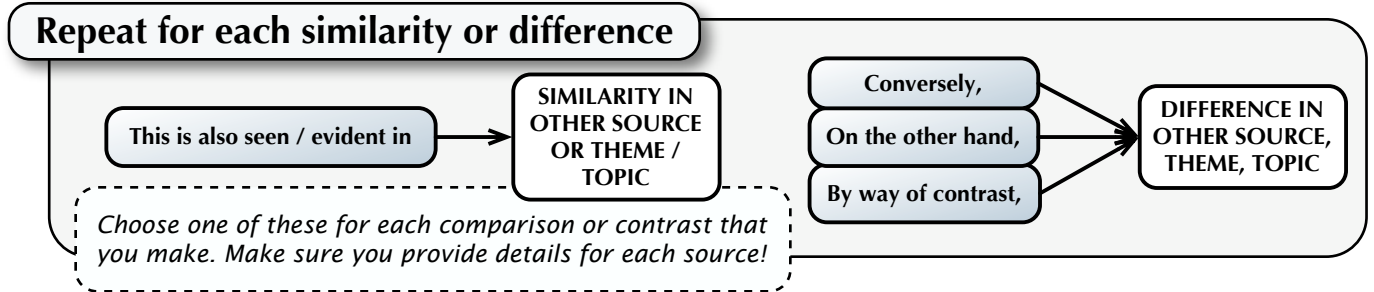 Repeat for each similarity or difference
This is also seen / evident in
SIMILARITY IN
OTHER SOURCE
OR THEME /
TOPIC
Conversely,
On the other hand,
By way of contrast,
DIFFERENCE IN
OTHER SOURCE,
THEME, TOPIC
Choose one of these for each comparison or contrast that
you make. Make sure you provide details for each source!